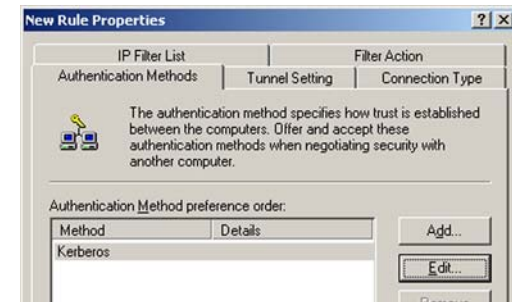 New Rule Properties
IP Filter List Filter Action
Authentication Methods Tunnel Setting Connection Type
The authentication method specifies how trust is established
between the computers. Offer and accept these
authentication methods when negotiating security with
another computer.
Authentication Method preference order:
Method Details Add...
Kerberos
Edit...
Remove